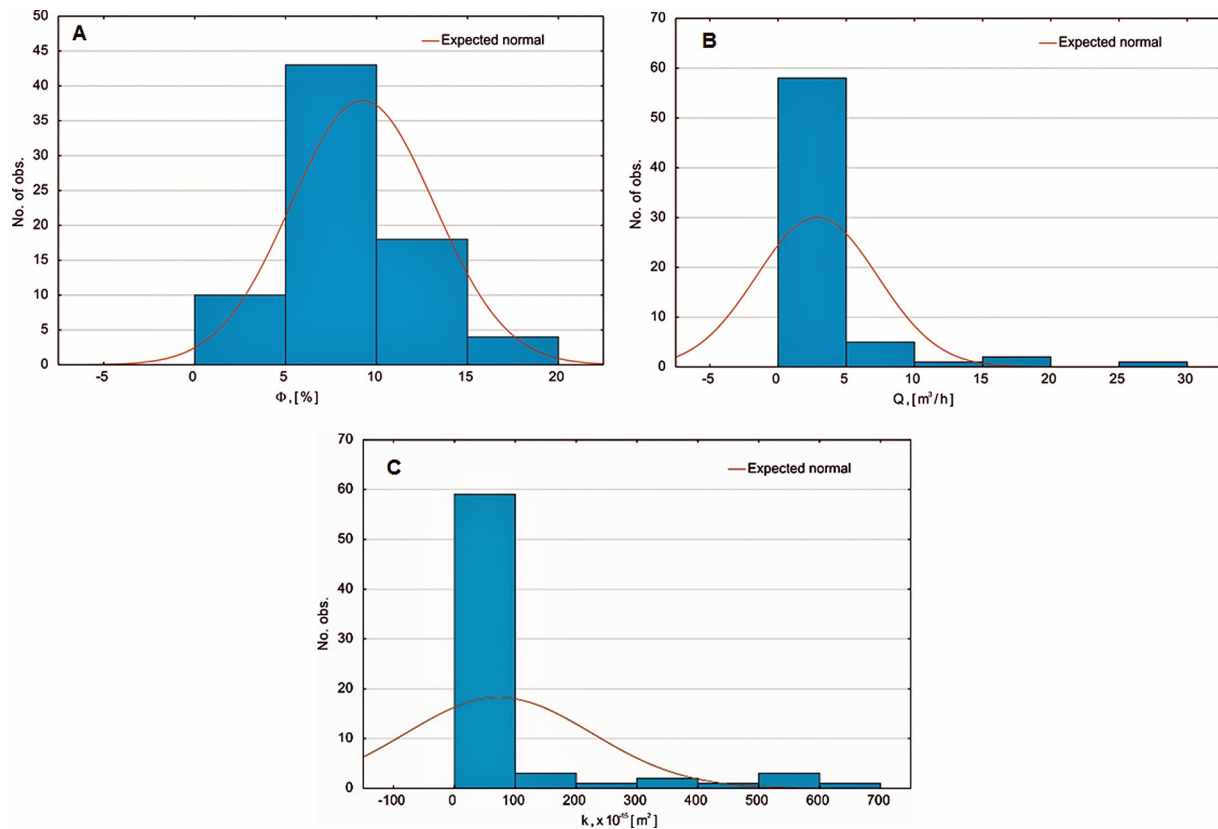 A
Expected normal
50
45
40
35
30
25
20
15
10
5
0
No. of obs.
-5 0 5 10 15 20
Φ, [%]
B
Expected normal
70
60
50
40
30
20
10
0
No. of obs.
-5 0 5 10 15 20 25 30
Q, [m³/h]
C
Expected normal
70
60
50
40
30
20
10
0
No. obs.
-100 0 100 200 300 400 500 600 700
k, x 10⁻¹⁵ [m²]